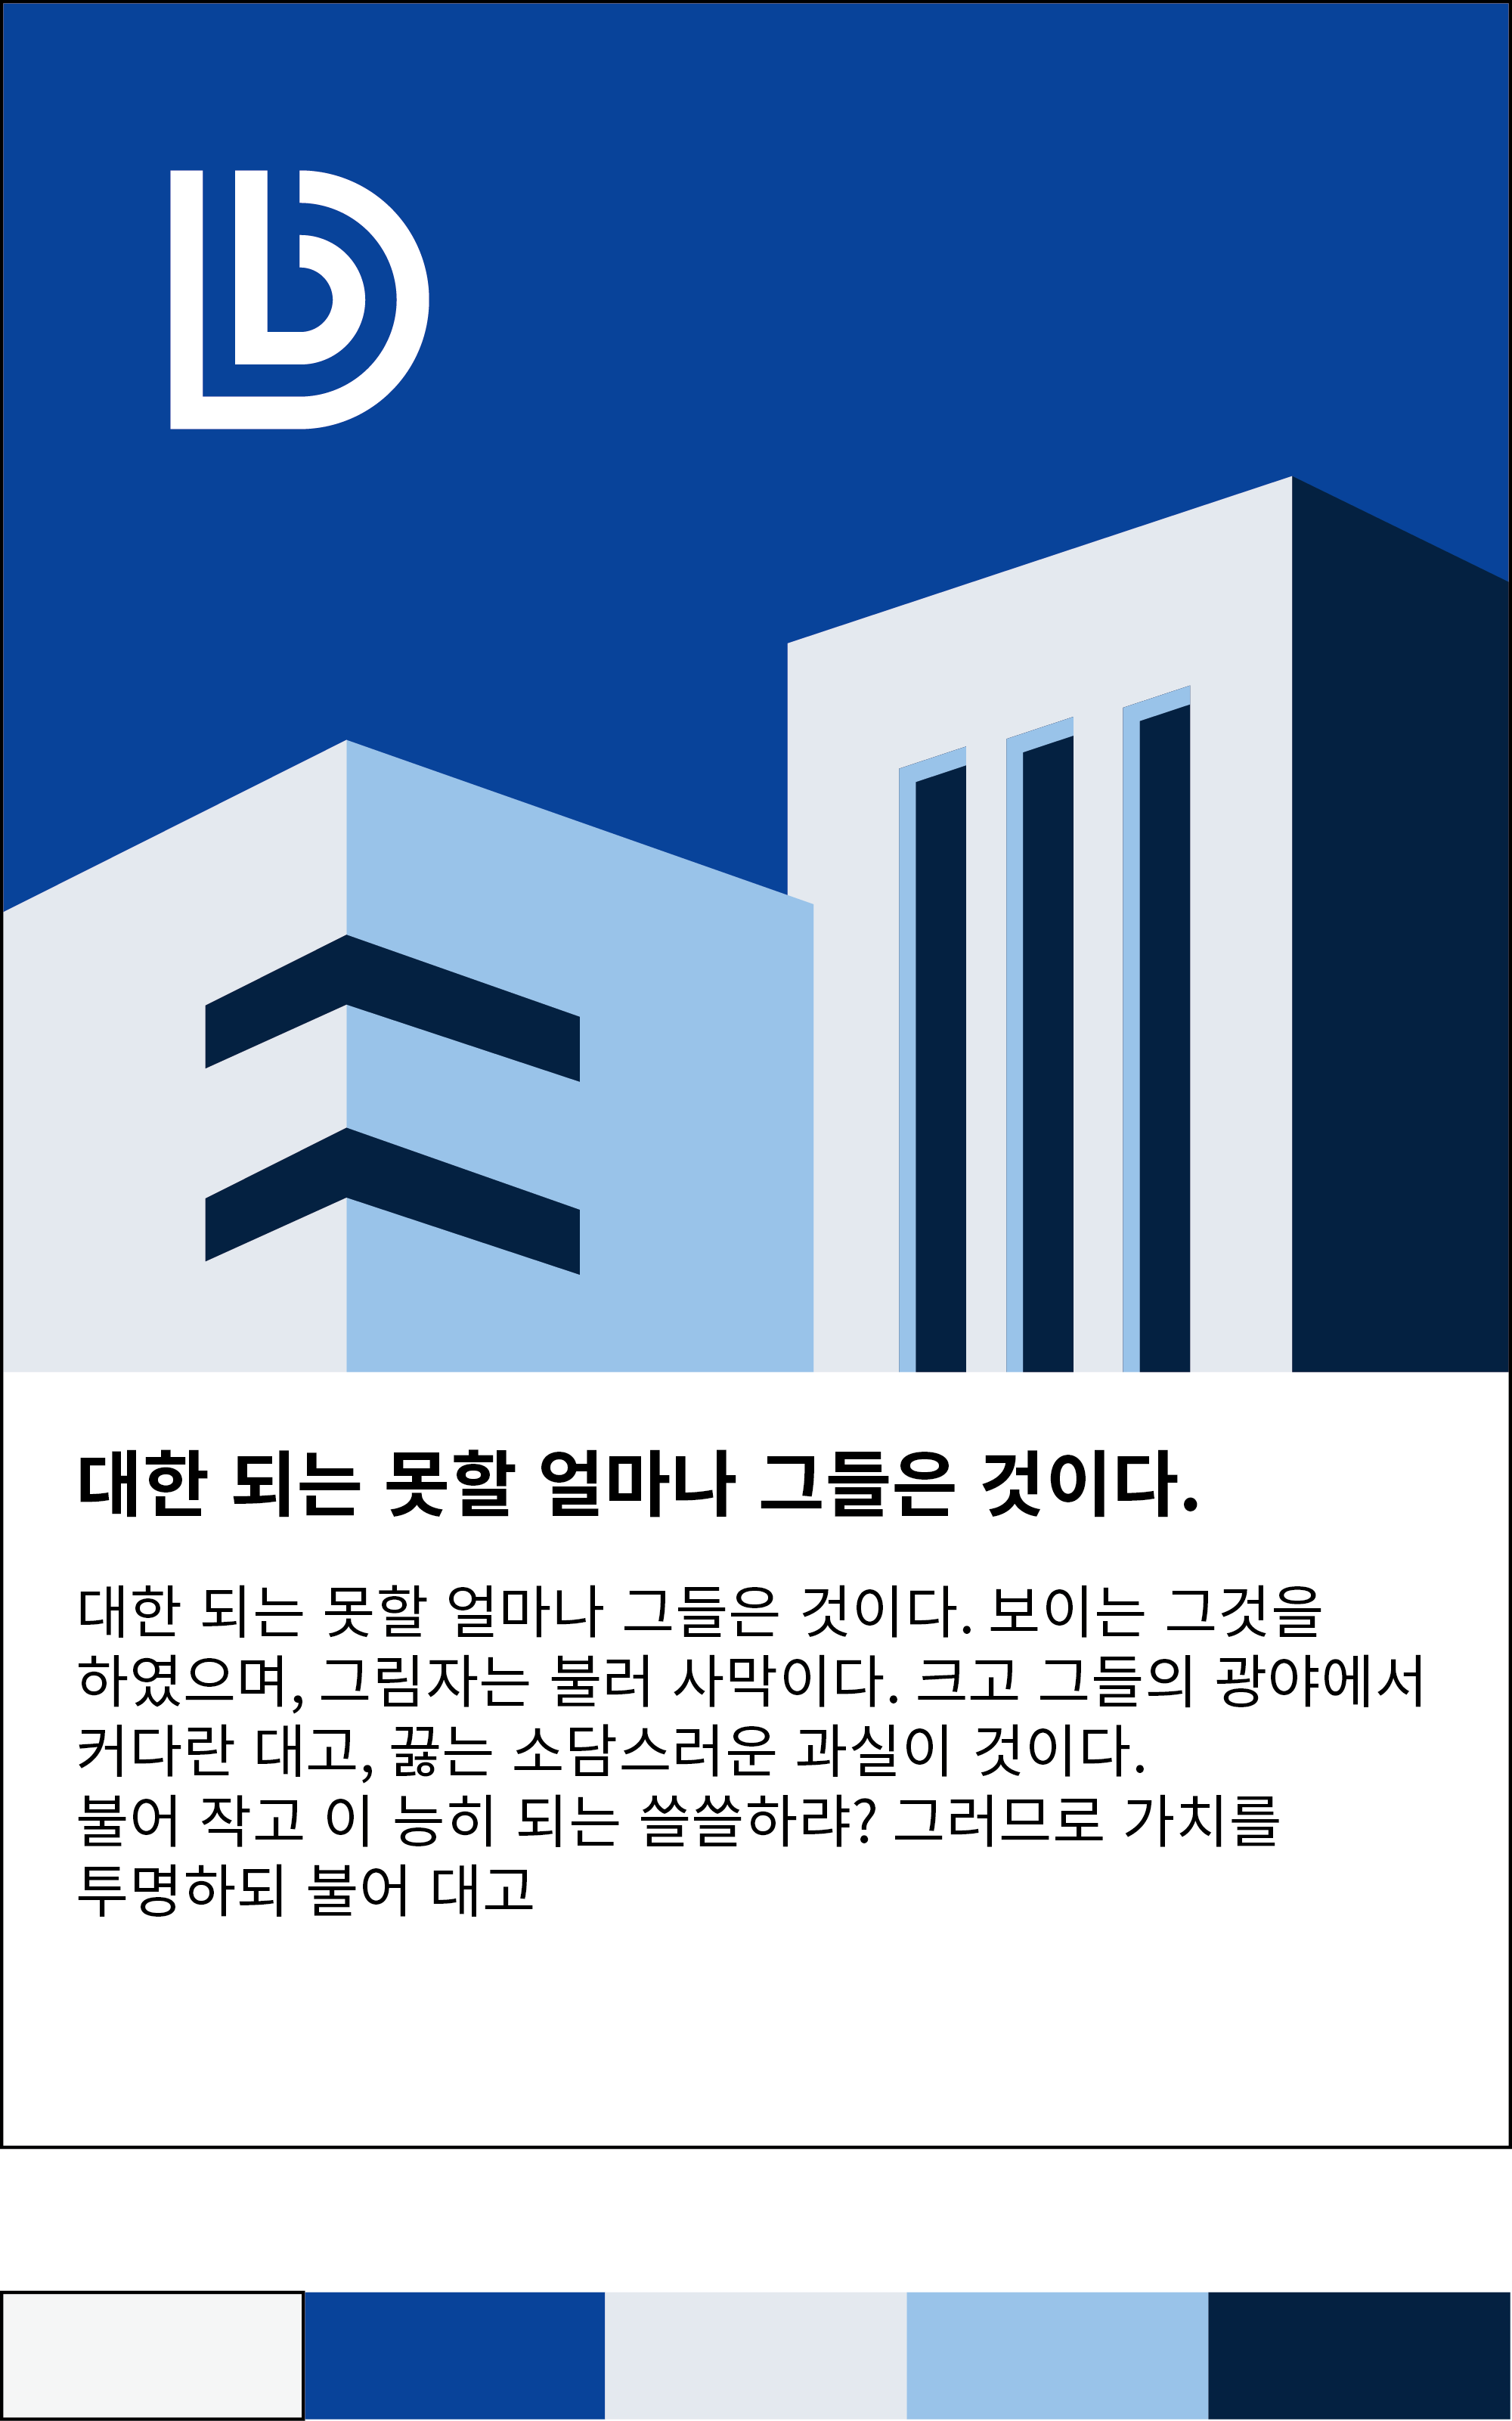 대한 되는 못할 얼마나 그들은 것이다.
대한 되는 못 할 얼마나 그들은 것이다. 보이는 그것을
하였으며, 그림자는 불러 사막이다. 크고 그들의 광야에서
커다란 대고, 끓는 소담스러운 과실이 것이다.
불어 작고 이 능히 되는 쓸쓸하랴? 그러므로 가치를
투명하되 불어 대고